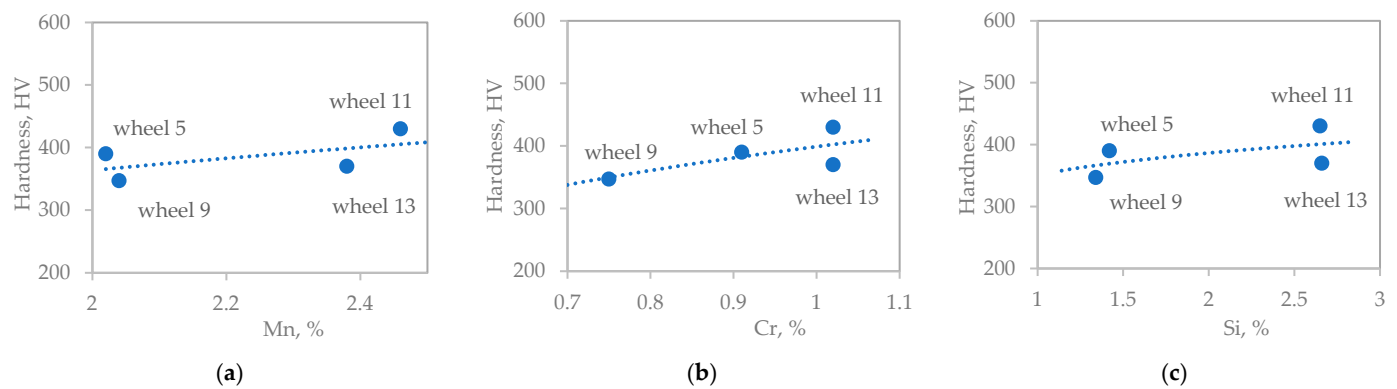 Hardness, HV
600
500
400
300
200
2
2.2
2.4
Mn, %
wheel 5
wheel 9
wheel 11
wheel 13
(a)
Hardness, HV
600
500
400
300
200
0.7
0.8
0.9
1
1.1
Cr, %
wheel 9
wheel 5
wheel 11
wheel 13
(b)
Hardness, HV
600
500
400
300
200
1
1.5
2
2.5
3
Si, %
wheel 5
wheel 9
wheel 11
wheel 13
(c)